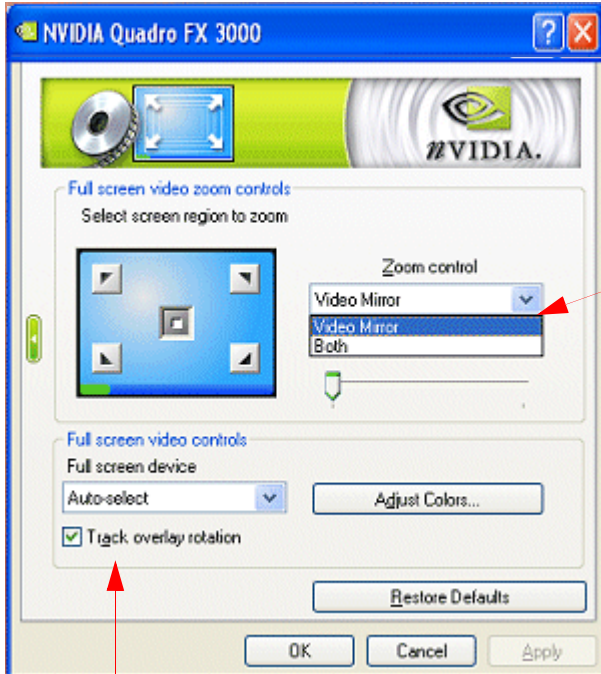 NVIDIA Quadro FX 3000
nVIDIA.
Full screen video zoom controls
Select screen region to zoom
Zoom control
Video Mirror
Video Mirror
Both
Full screen video controls
Full screen device
Auto-select
Adjust Colors...
Track overlay rotation
Restore Defaults
OK
Cancel
Apply